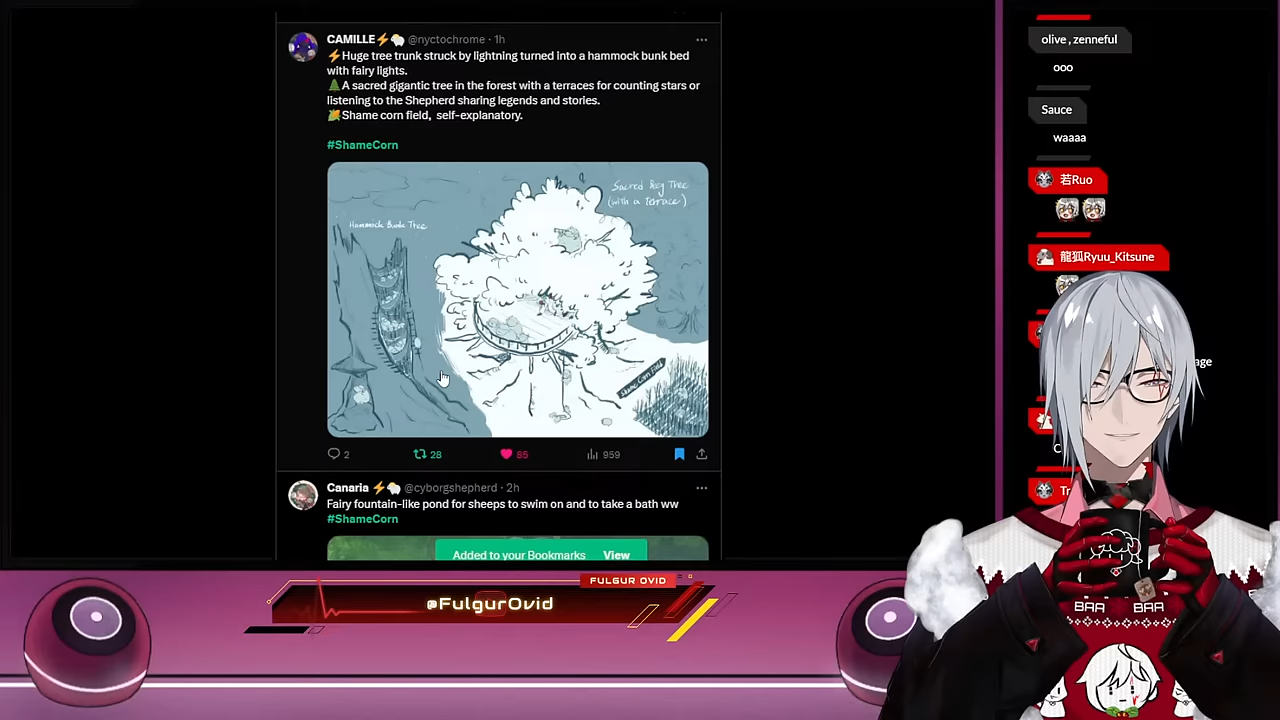 CAMILLE⚡🐑 @nyctochrome · 1h
⚡Huge tree trunk struck by lightning turned into a hammock bunk bed
with fairy lights.
🌲A sacred gigantic tree in the forest with a terraces for counting stars or
listening to the Shepherd sharing legends and stories.
🌽Shame corn field, self-explanatory.
#ShameCorn
Hammock Bunk Tree
Sacred Big Tree
(with a Terrace)
Shame Corn Field
2
28
85
959
Canaria ⚡🐑 @cyborgshepherd · 2h
Fairy fountain-like pond for sheeps to swim on and to take a bath ww
#ShameCorn
Added to your Bookmarks View
FULGUR OVID
@FulgurOvid
olive, zenneful
ooo
Sauce
waaaa
若Ruo
龍狐Ryuu_Kitsune
BAA BAA